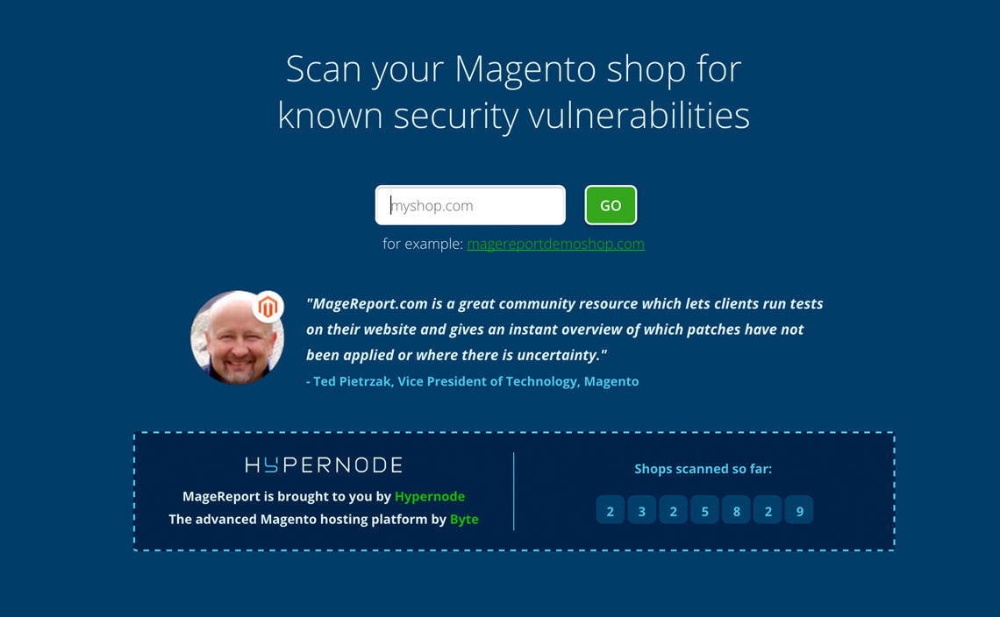 Scan your Magento shop for
known security vulnerabilities
myshop.com
GO
for example: magereportdemoshop.com
"MageReport.com is a great community resource which lets clients run tests
on their website and gives an instant overview of which patches have not
been applied or where there is uncertainty."
- Ted Pietrzak, Vice President of Technology, Magento
HYPERNODE
MageReport is brought to you by Hypernode
The advanced Magento hosting platform by Byte
Shops scanned so far:
2 3 2 5 8 2 9